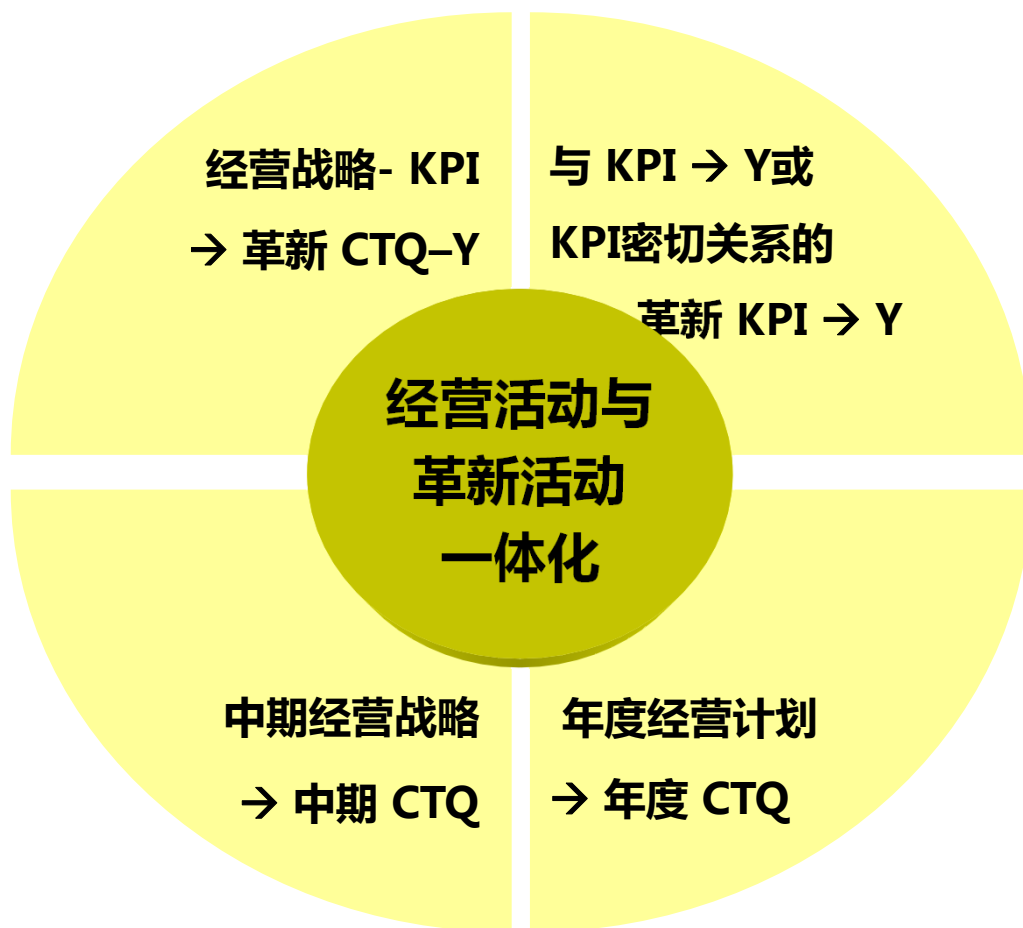 经营战略- KPI
→ 革新 CTQ–Y
与 KPI → Y或
KPI密切关系的
革新 KPI → Y
经营活动与
革新活动
一体化
中期经营战略
→ 中期 CTQ
年度经营计划
→ 年度 CTQ